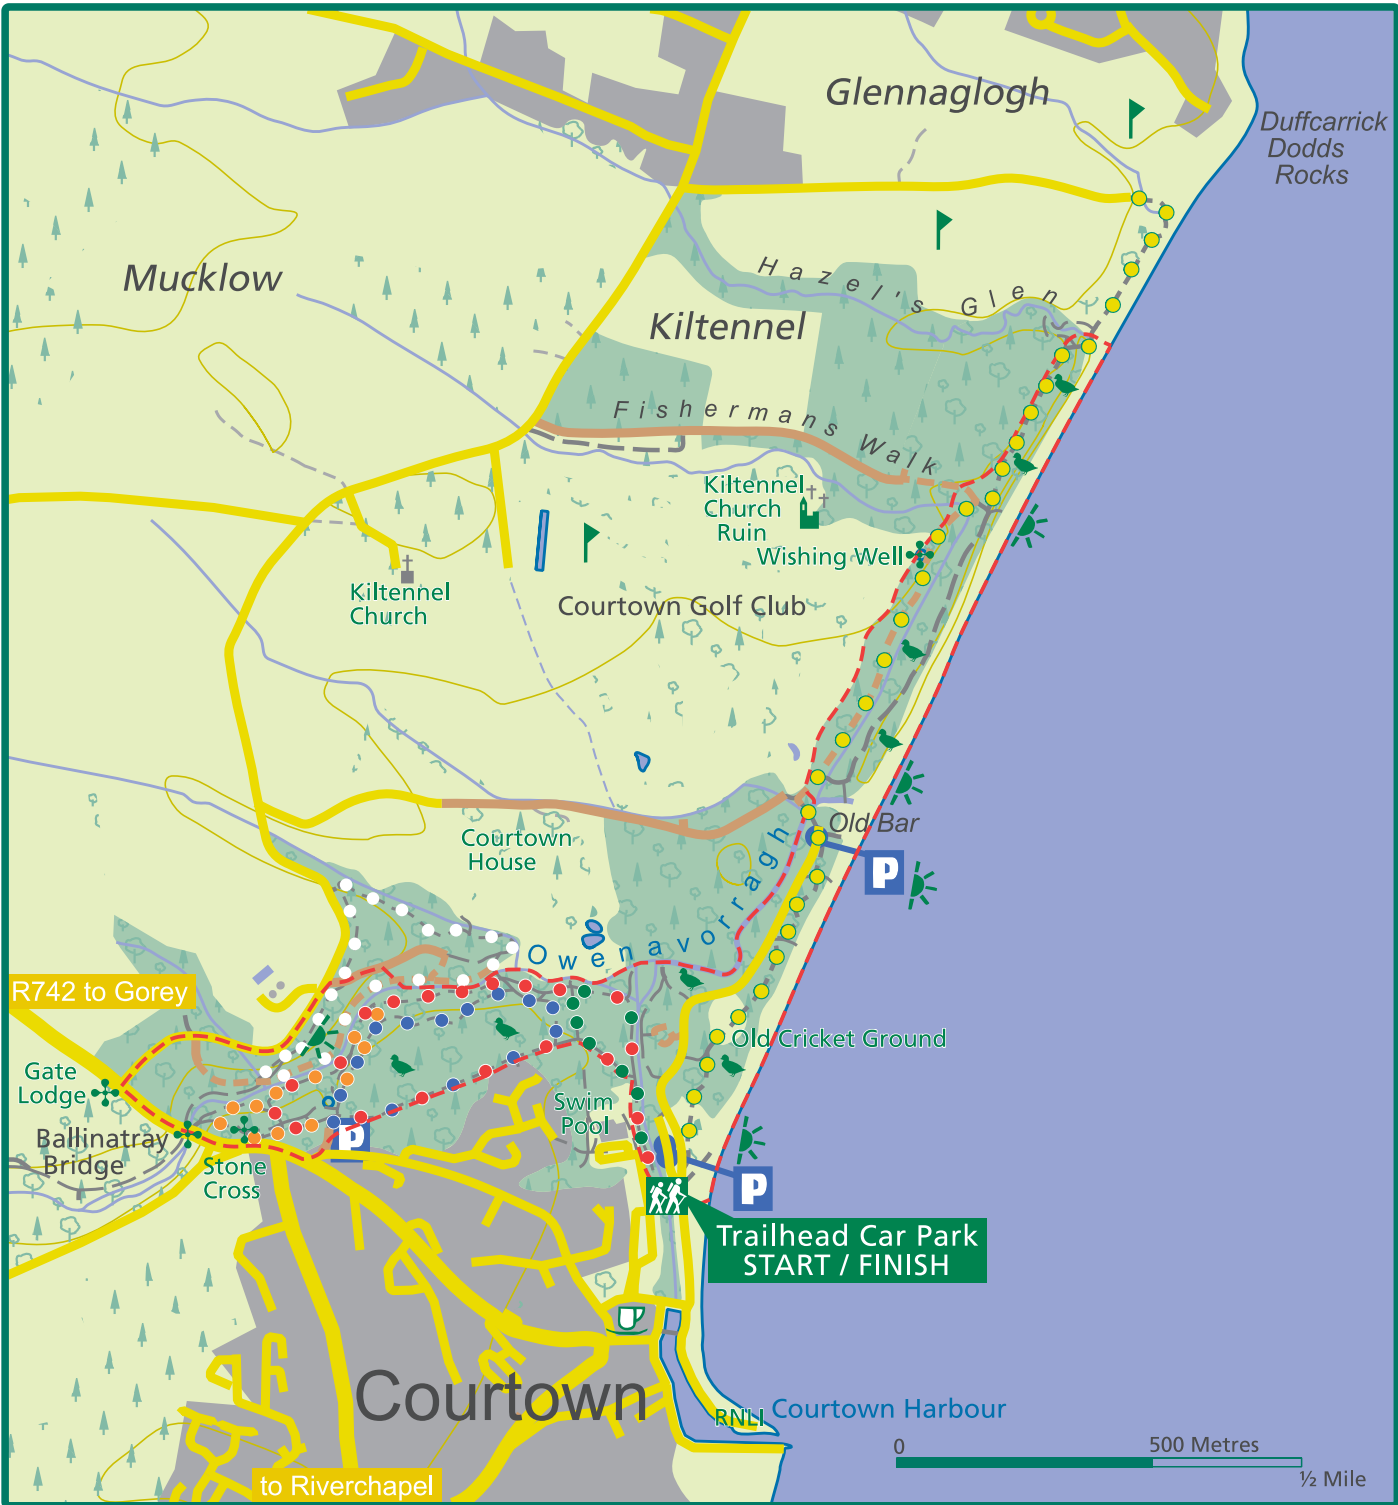 Glennaglogh
Duffcarrick
Dodds
Rocks
Mucklow
Hazel's Glen
Kiltennel
Fishermans Walk
Kiltennel
Church
Ruin
Wishing Well
Kiltennel
Church
Courtown Golf Club
Old Bar
P
Courtown
House
Owenavorragh
R742 to Gorey
Old Cricket Ground
Gate
Lodge
Swim
Pool
Ballinatray
Bridge
P
Stone
Cross
P
Trailhead Car Park
START / FINISH
Courtown
Courtown Harbour
RNLI
0
500 Metres
½ Mile
to Riverchapel